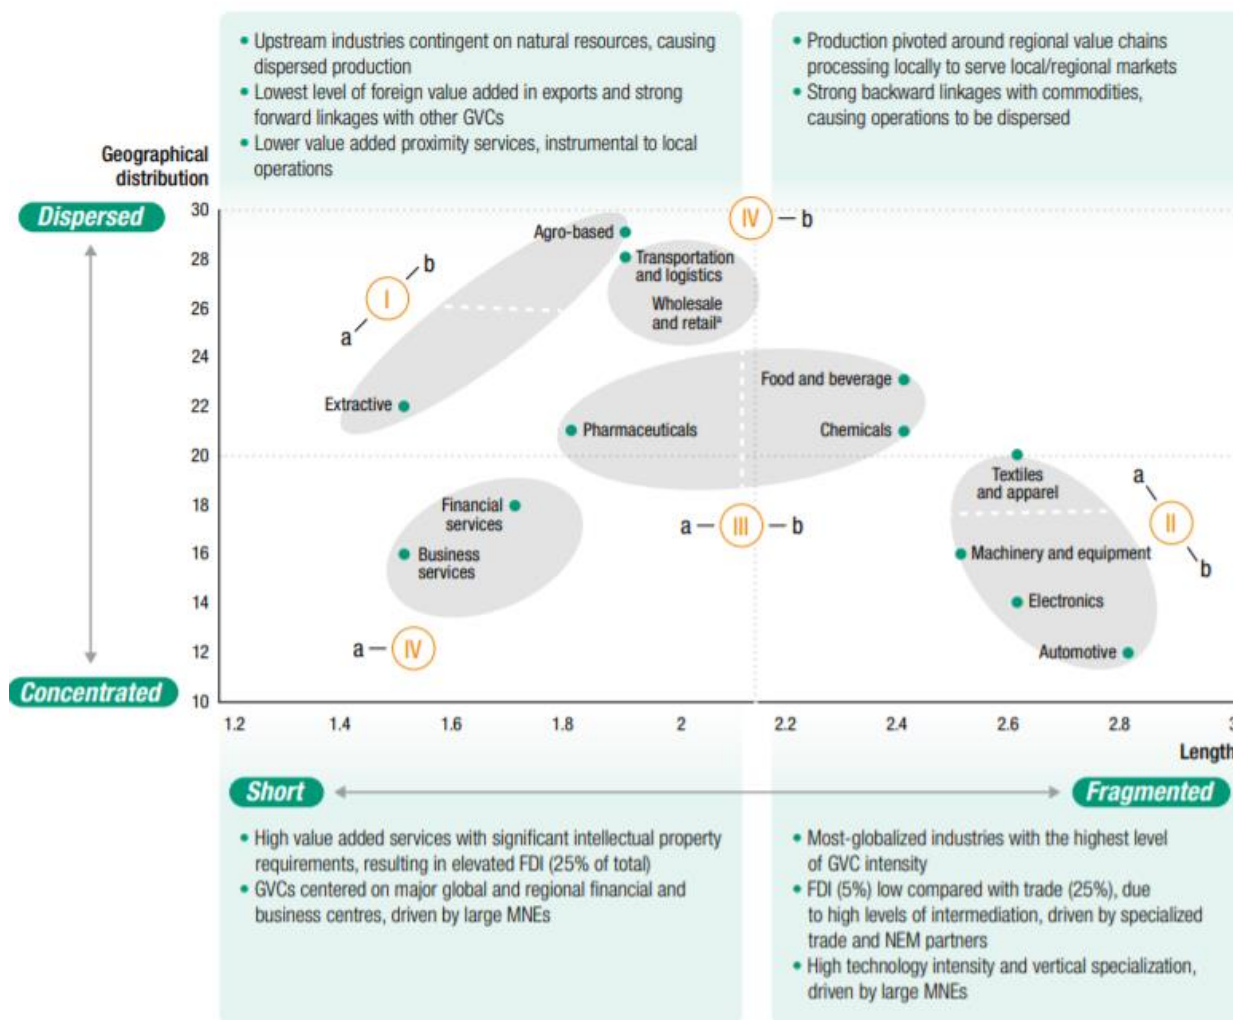 • Upstream industries contingent on natural resources, causing
dispersed production
• Lowest level of foreign value added in exports and strong
forward linkages with other GVCs
• Lower value added proximity services, instrumental to local
operations
• Production pivoted around regional value chains
processing locally to serve local/regional markets
• Strong backward linkages with commodities,
causing operations to be dispersed
Geographical
distribution
Dispersed
30
28
26
24
22
20
18
16
14
12
10
Concentrated
Agro-based
IV
b
Transportation
and logistics
Wholesale
and retailª
b
I
a
Extractive
Food and beverage
Pharmaceuticals
Chemicals
Textiles
and apparel
a
II
b
Financial
services
Business
services
a
III
b
Machinery and equipment
Electronics
Automotive
a
IV
1.2
1.4
1.6
1.8
2
2.2
2.4
2.6
2.8
3
Length
Short
Fragmented
• High value added services with significant intellectual property
requirements, resulting in elevated FDI (25% of total)
• GVCs centered on major global and regional financial and
business centres, driven by large MNEs
• Most-globalized industries with the highest level
of GVC intensity
• FDI (5%) low compared with trade (25%), due
to high levels of intermediation, driven by specialized
trade and NEM partners
• High technology intensity and vertical specialization,
driven by large MNEs